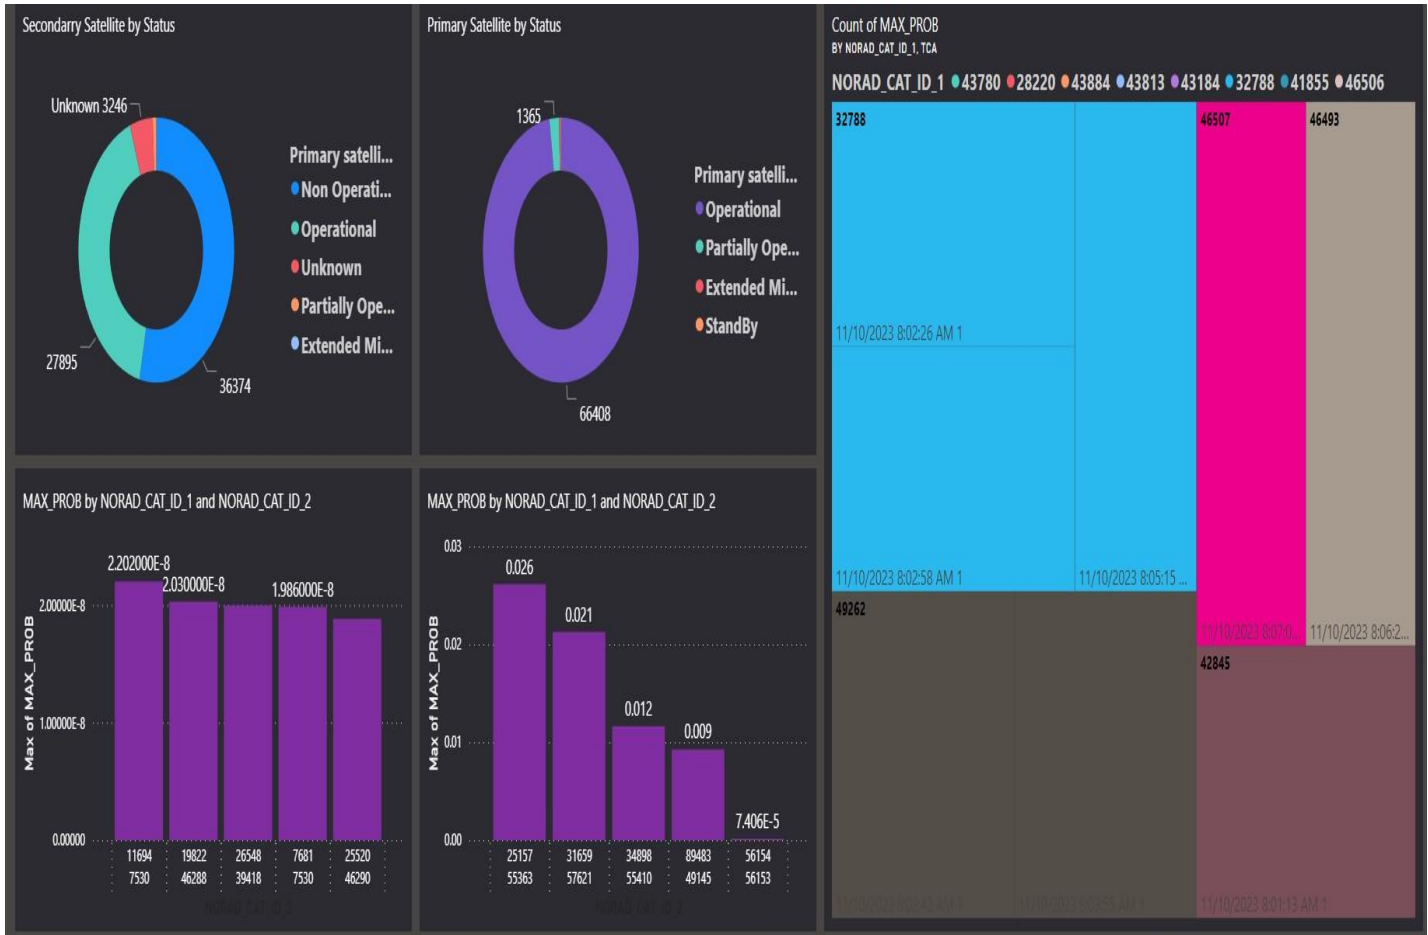 Secondarry Satellite by Status
Unknown 3246
27895
36374
Primary satelli...
Non Operati...
Operational
Unknown
Partially Ope...
Extended Mi...
Primary Satellite by Status
1365
66408
Primary satelli...
Operational
Partially Ope...
Extended Mi...
StandBy
MAX_PROB by NORAD_CAT_ID_1 and NORAD_CAT_ID_2
Max of MAX_PROB
2.202000E-8
2.030000E-8
1.986000E-8
2.00000E-8
1.00000E-8
0.00000
11694 19822 26548 7681 25520
7530 46288 39418 7530 46290
NORAD_CAT_ID_2
MAX_PROB by NORAD_CAT_ID_1 and NORAD_CAT_ID_2
Max of MAX_PROB
0.03
0.026
0.021
0.02
0.012
0.009
0.01
7.406E-5
0.00
25157 31659 34898 89483 56154
55363 57621 55410 49145 56153
NORAD_CAT_ID_2
Count of MAX_PROB
BY NORAD_CAT_ID_1, TCA
NORAD_CAT_ID_1 43780 28220 43884 43813 43184 32788 41855 46506
32788
11/10/2023 8:02:26 AM 1
11/10/2023 8:02:58 AM 1
11/10/2023 8:05:15 ...
46507
11/10/2023 8:07:0...
46493
11/10/2023 8:06:2...
49262
42845
11/10/2023 8:01:13 AM 1